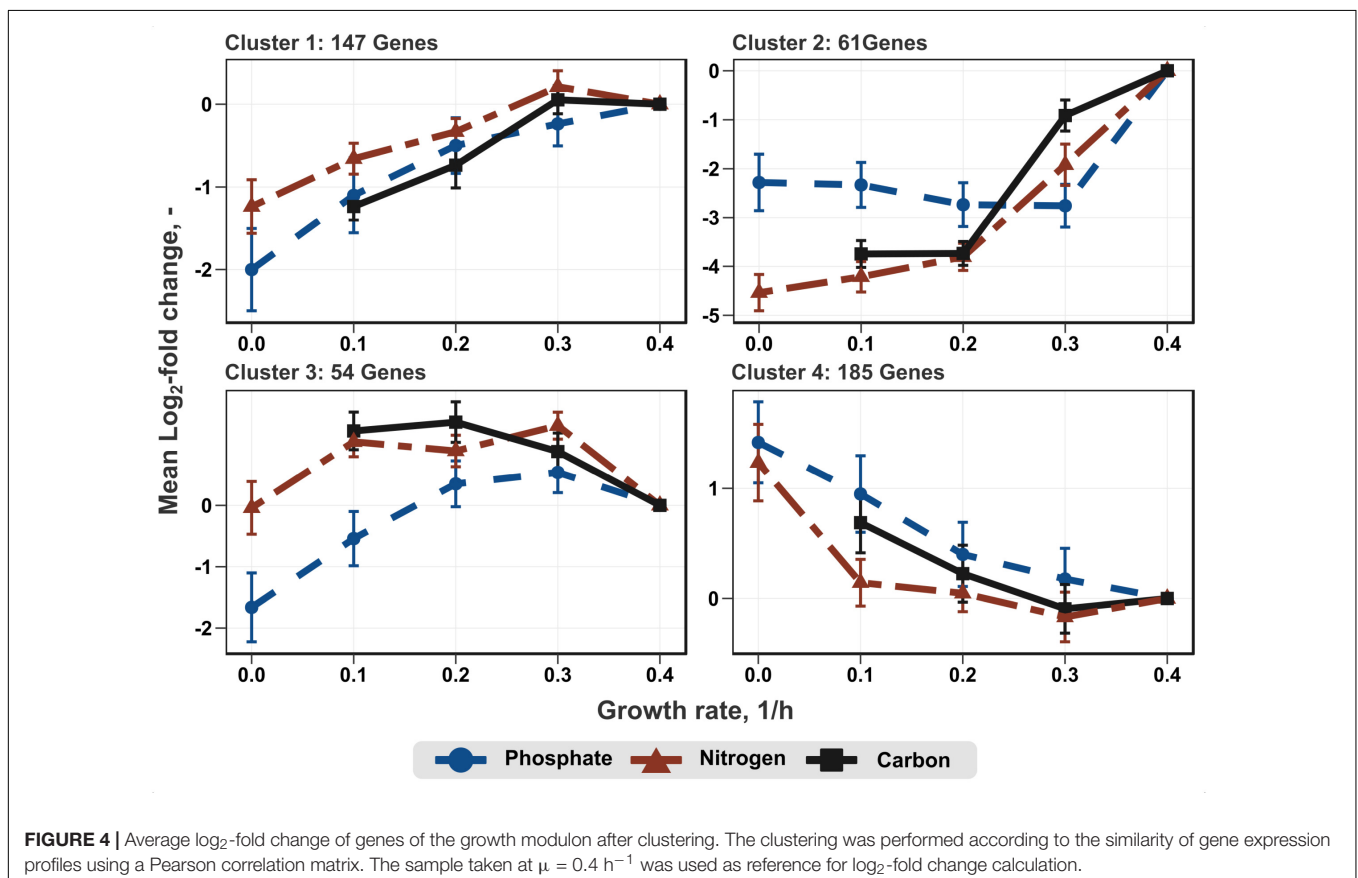 Cluster 1: 147 Genes
Cluster 2: 61Genes
0
-1
-2
0.0 0.1 0.2 0.3 0.4
0
-1
-2
-3
-4
-5
0.0 0.1 0.2 0.3 0.4
Mean Log₂-fold change, -
Cluster 3: 54 Genes
Cluster 4: 185 Genes
0
-1
-2
0.0 0.1 0.2 0.3 0.4
1
0
0.0 0.1 0.2 0.3 0.4
Growth rate, 1/h
Phosphate Nitrogen Carbon
FIGURE 4 | Average log₂-fold change of genes of the growth modulon after clustering. The clustering was performed according to the similarity of gene expression
profiles using a Pearson correlation matrix. The sample taken at μ = 0.4 h⁻¹ was used as reference for log₂-fold change calculation.